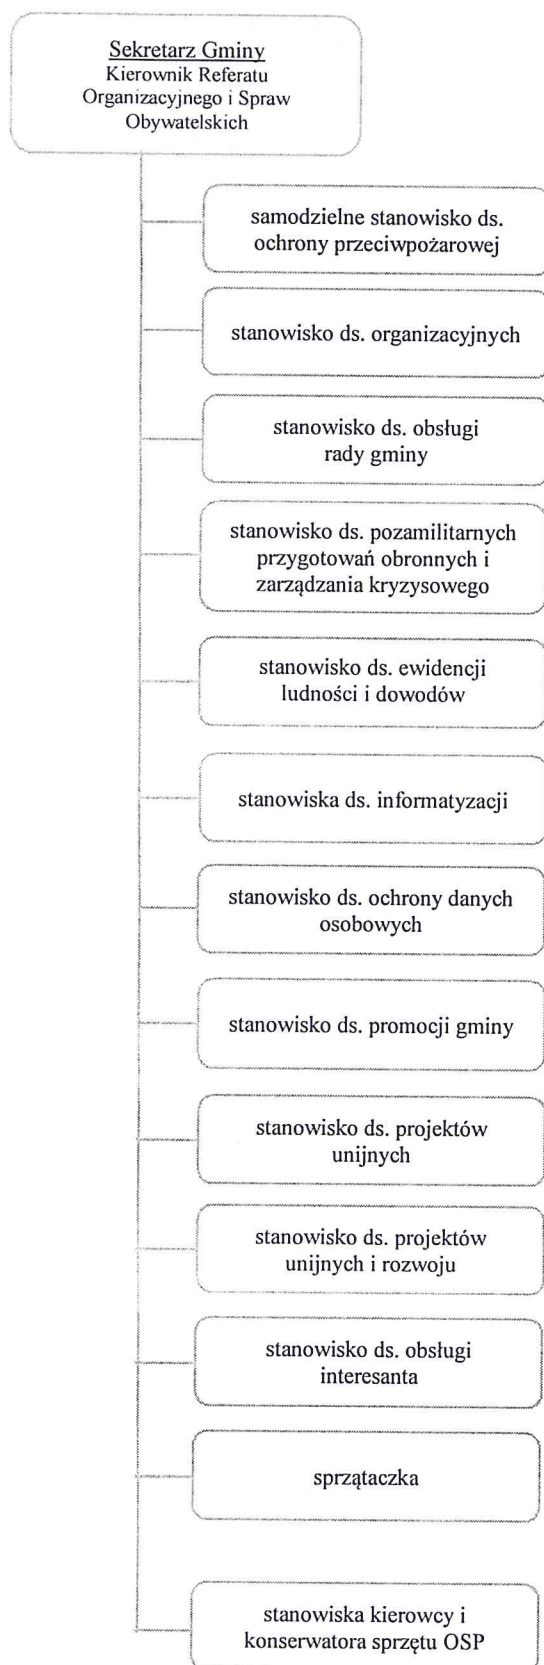 Sekretarz Gminy
Kierownik Referatu
Organizacyjnego i Spraw
Obywatelskich
samodzielne stanowisko ds.
ochrony przeciwpożarowej
stanowisko ds. organizacyjnych
stanowisko ds. obsługi
rady gminy
stanowisko ds. pozamilitarnych
przygotowań obronnych i
zarządzania kryzysowego
stanowisko ds. ewidencji
ludności i dowodów
stanowiska ds. informatyzacji
stanowisko ds. ochrony danych
osobowych
stanowisko ds. promocji gminy
stanowisko ds. projektów
unijnych
stanowisko ds. projektów
unijnych i rozwoju
stanowisko ds. obsługi
interesanta
sprzątaczka
stanowiska kierowcy i
konserwatora sprzętu OSP